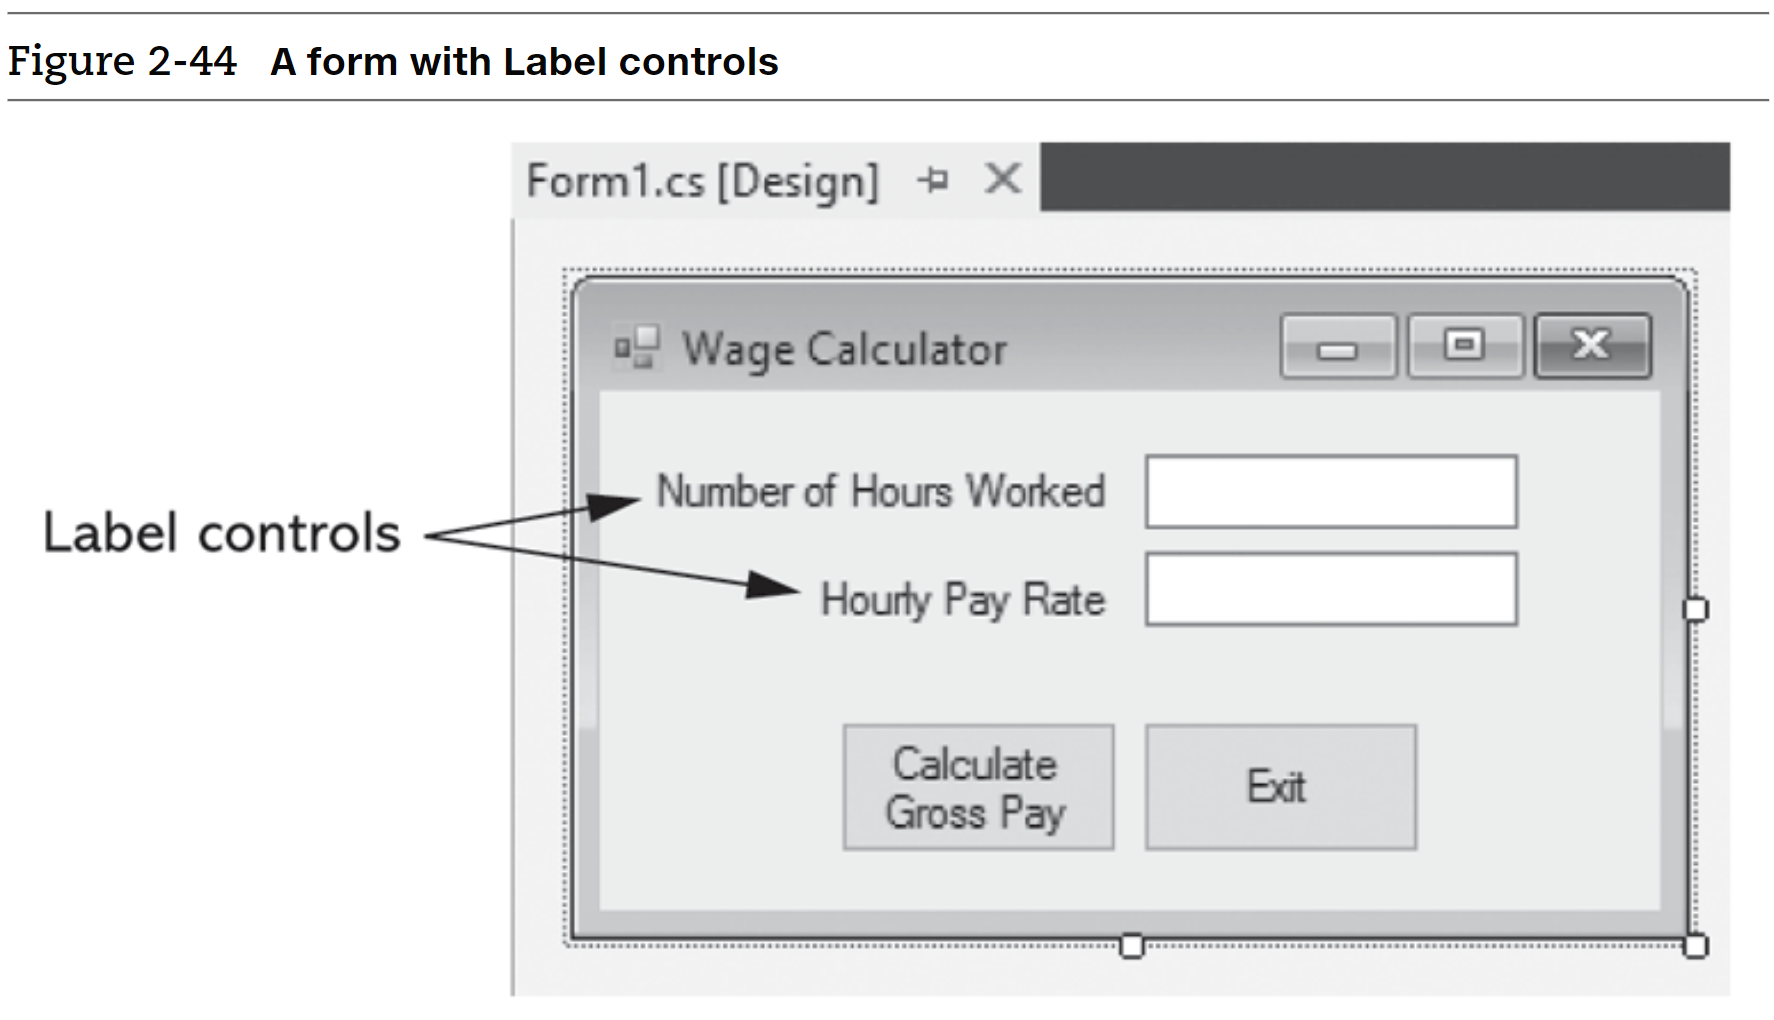 Figure 2-44 A form with Label controls
Form1.cs [Design]
Wage Calculator
Number of Hours Worked
Label controls
Hourly Pay Rate
Calculate
Gross Pay
Exit